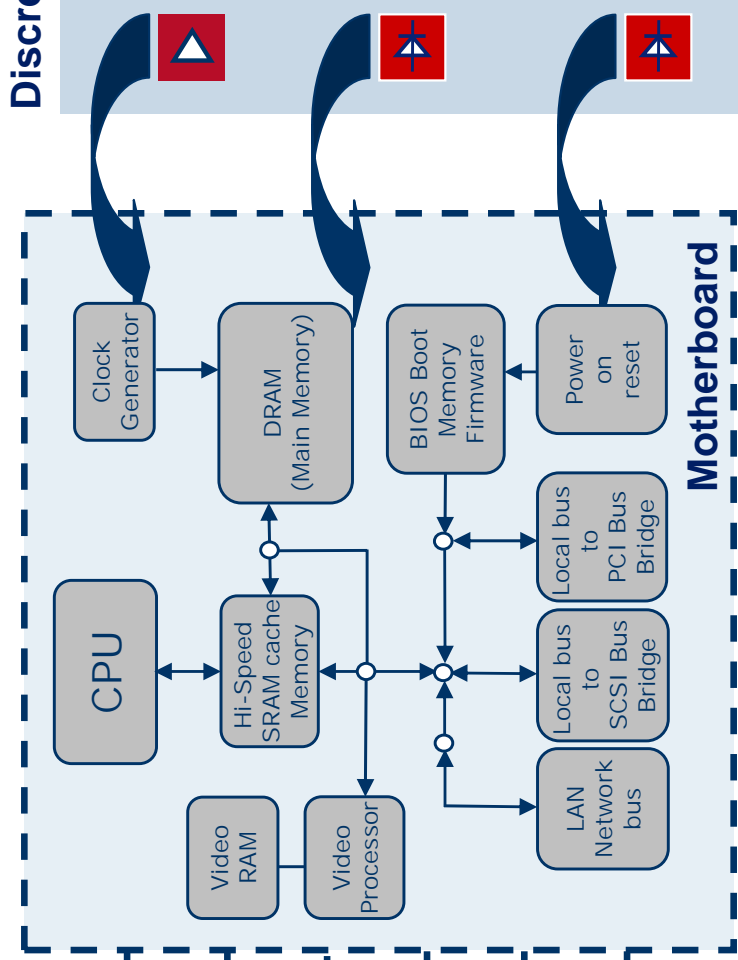 Discre
Motherboard
Clock
Generator
DRAM
(Main Memory)
BIOS Boot
Memory
Firmware
Power
on
reset
CPU
Hi-Speed
SRAM cache
Memory
Local bus
to
PCI Bus
Bridge
Local bus
to
SCSI Bus
Bridge
Video
RAM
Video
Processor
LAN
Network
bus